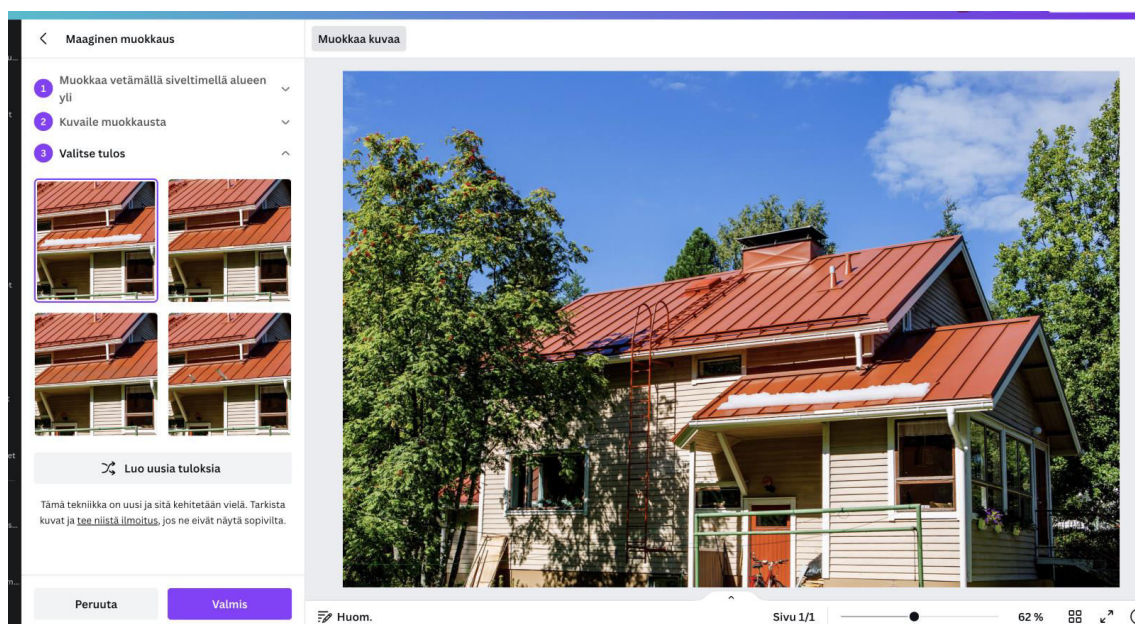 Maaginen muokkaus
Muokkaa kuvaa
1 Muokkaa vetämällä siveltimellä alueen
yli
2 Kuvaile muokkausta
3 Valitse tulos
Luo uusia tuloksia
Tämä tekniikka on uusi ja sitä kehitetään vielä. Tarkista
kuvat ja tee niistä ilmoitus, jos ne eivät näytä sopivilta.
Peruuta
Valmis
Huom.
Sivu 1/1
62 %